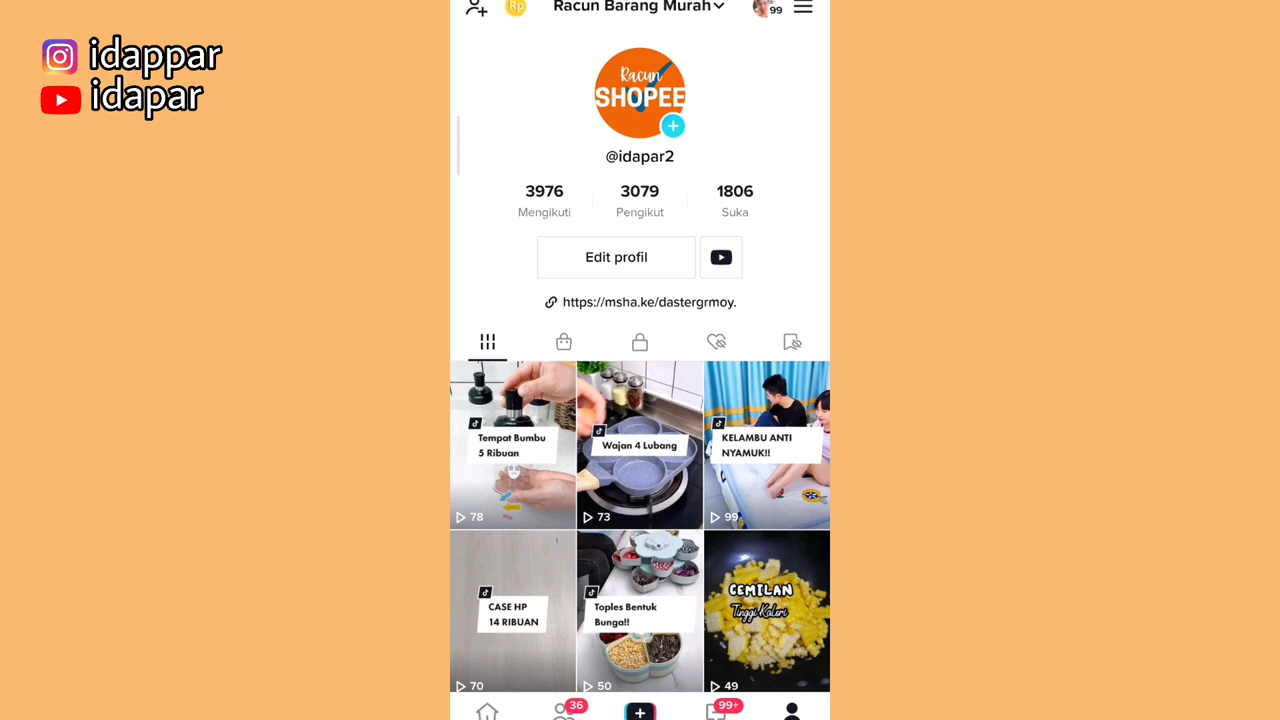 idappar
idapar
Rp
Racun Barang Murah
99
Racun
SHOPEE
@idapar2
3976
Mengikuti
3079
Pengikut
1806
Suka
Edit profil
https://msha.ke/dastergrmoy.
Tempat Bumbu
5 Ribuan
78
Wajan 4 Lubang
73
KELAMBU ANTI
NYAMUK!!
99
CASE HP
14 RIBUAN
70
Toples Bentuk
Bunga!!
50
CEMILAN
Tinggi Kalori
49
36
99+